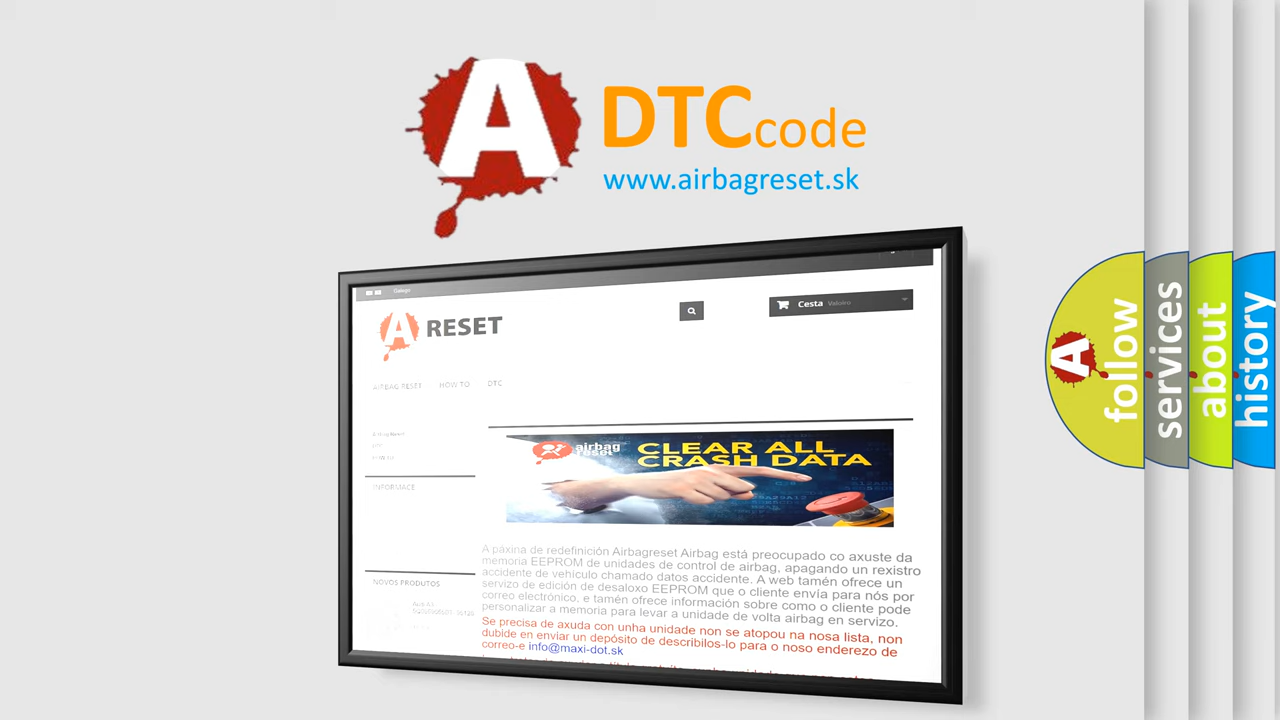 A DTC code
www.airbagreset.sk
Galego
A RESET
Cesta Valeiro
AIRBAG RESET HOW TO DTC
INFORMACE
NOVOS PRODUTOS
airbag
reset
CLEAR ALL
CRASH DATA
A páxina de redefinición Airbagreset Airbag está preocupado co axuste da
memoria EEPROM de unidades de control de airbag, apagando un rexistro
accidente de vehículo chamado datos accidente. A web tamén ofrece un
servizo de edición de desaloxo EEPROM que o cliente envía para nós por
correo electrónico, e tamén ofrece información sobre como o cliente pode
personalizar a memoria para levar a unidade de volta airbag en servizo.
Se precisa de axuda con unha unidade non se atopou na nosa lista, non
dubide en enviar un depósito de describilos-lo para o noso enderezo de
correo-e info@maxi-dot.sk
A follow
services
about
history